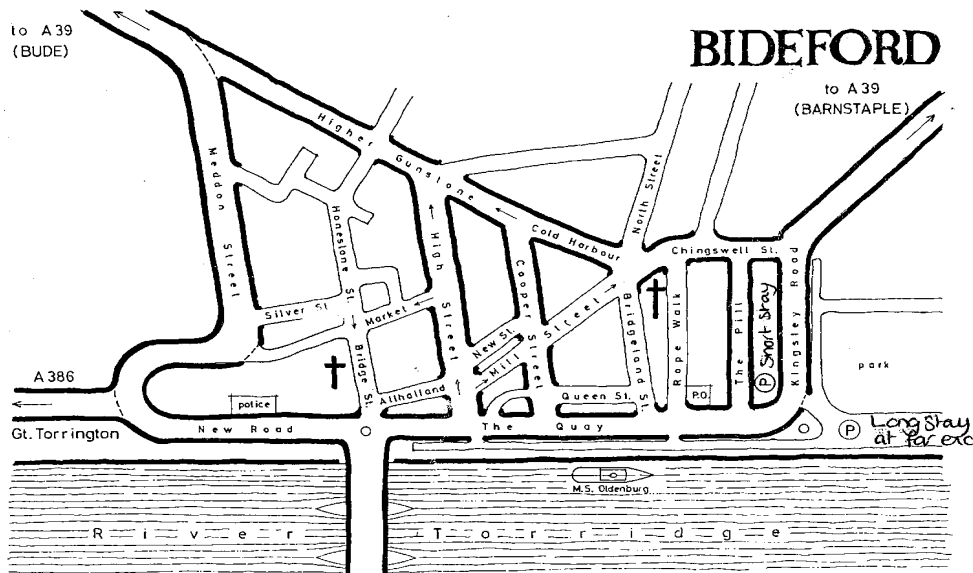 to A39
(BUDE)
BIDEFORD
to A39
(BARNSTAPLE)
Higher Gunstone
Meddon Street
Honestone St.
High Street
Cold Harbour
North Street
Chingswell St.
Cooper Street
Silver St.
Market
Bridge St.
New St.
Mill Street
Bridgeland St.
Rope Walk
The Pill
P Short Stay
Kingsley Road
park
A386
Gt. Torrington
police
Allhalland
Queen St.
P.O.
New Road
The Quay
P Long Stay
at far
M.S. Oldenburg
River Torridge